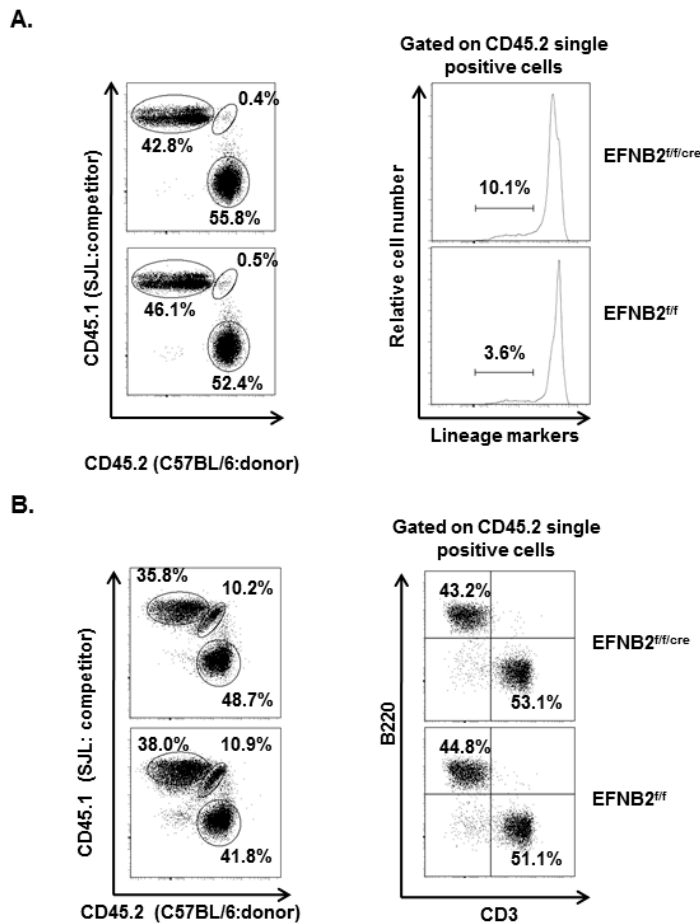 A.
Gated on CD45.2 single
positive cells
0.4%
42.8%
55.8%
0.5%
46.1%
52.4%
CD45.1 (SJL:competitor)
CD45.2 (C57BL/6:donor)
10.1%
EFNB2f/f/cre
3.6%
EFNB2f/f
Relative cell number
Lineage markers
B.
Gated on CD45.2 single
positive cells
35.8%
10.2%
48.7%
38.0%
10.9%
41.8%
CD45.1 (SJL: competitor)
CD45.2 (C57BL/6:donor)
43.2%
53.1%
EFNB2f/f/cre
44.8%
51.1%
EFNB2f/f
B220
CD3